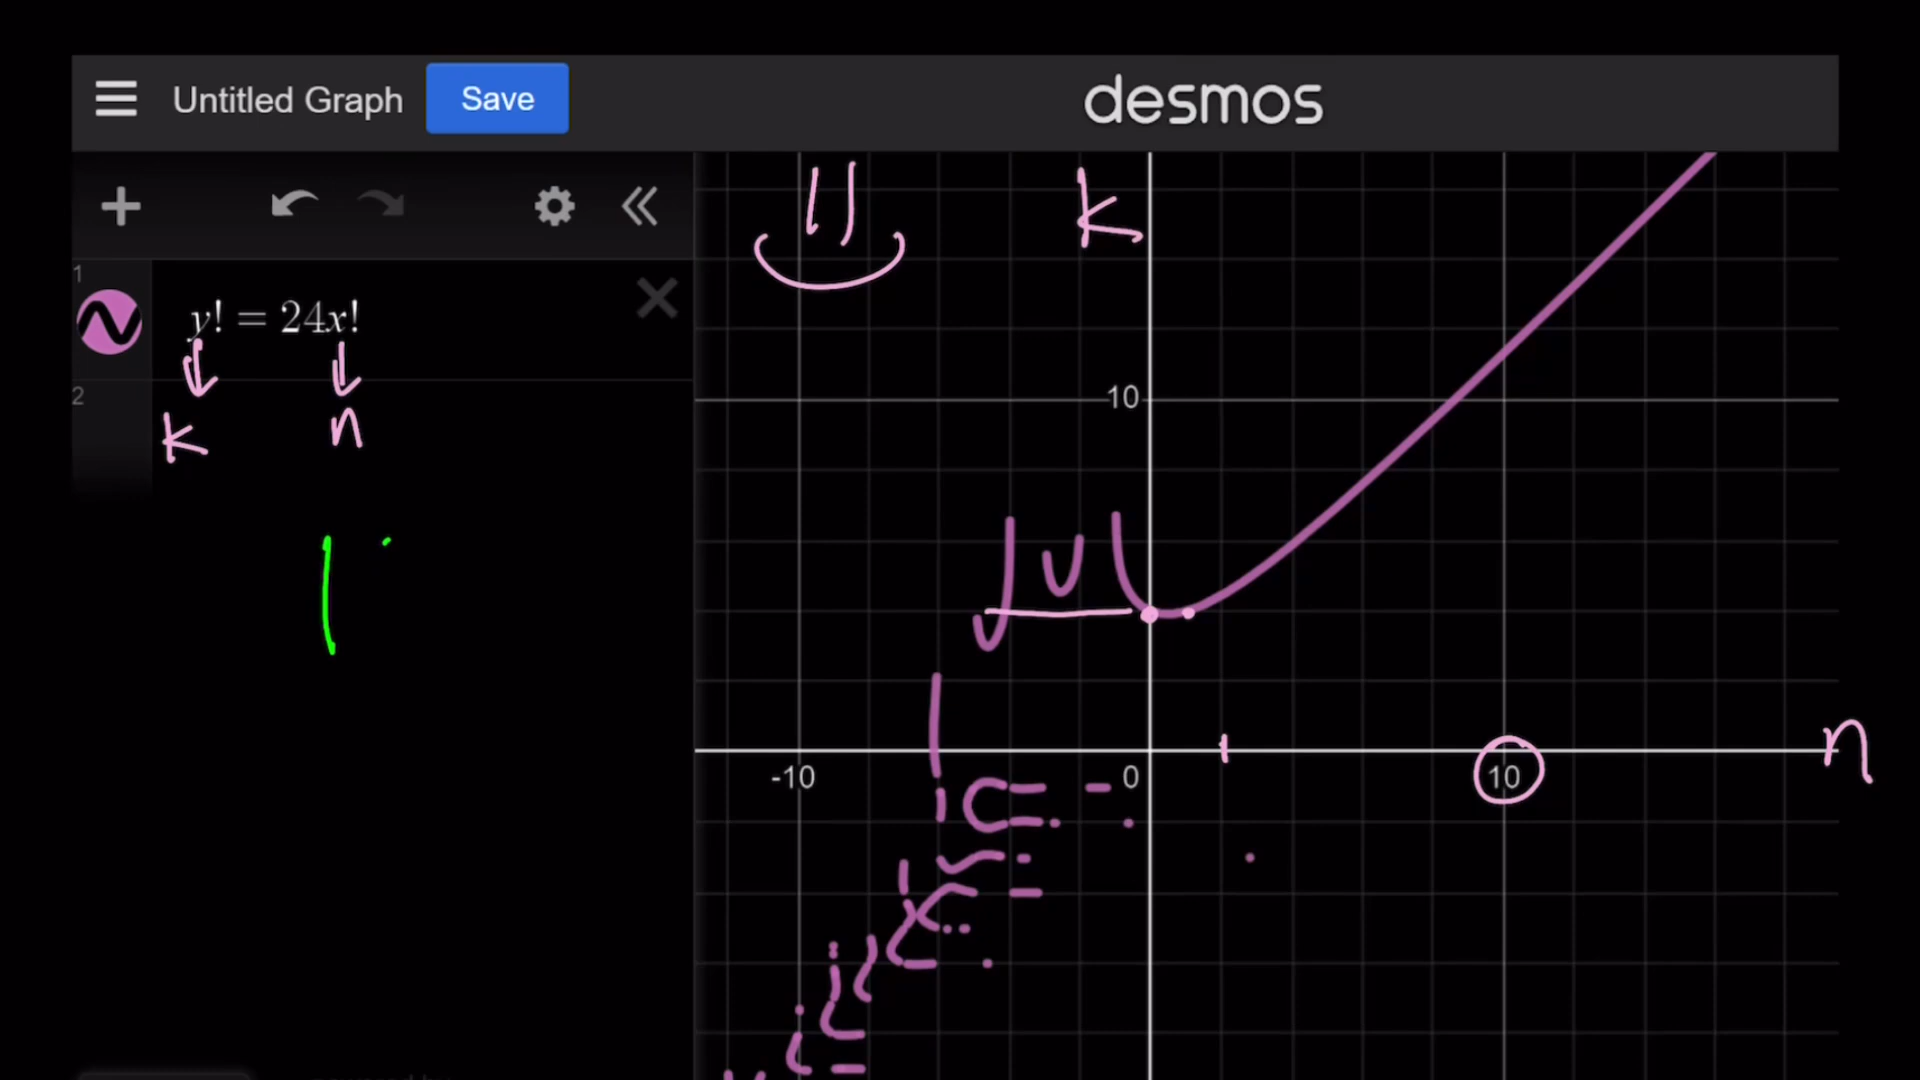 Untitled Graph Save desmos
k
1
y! = 24x!
2
k n
10
-10 0 10 n